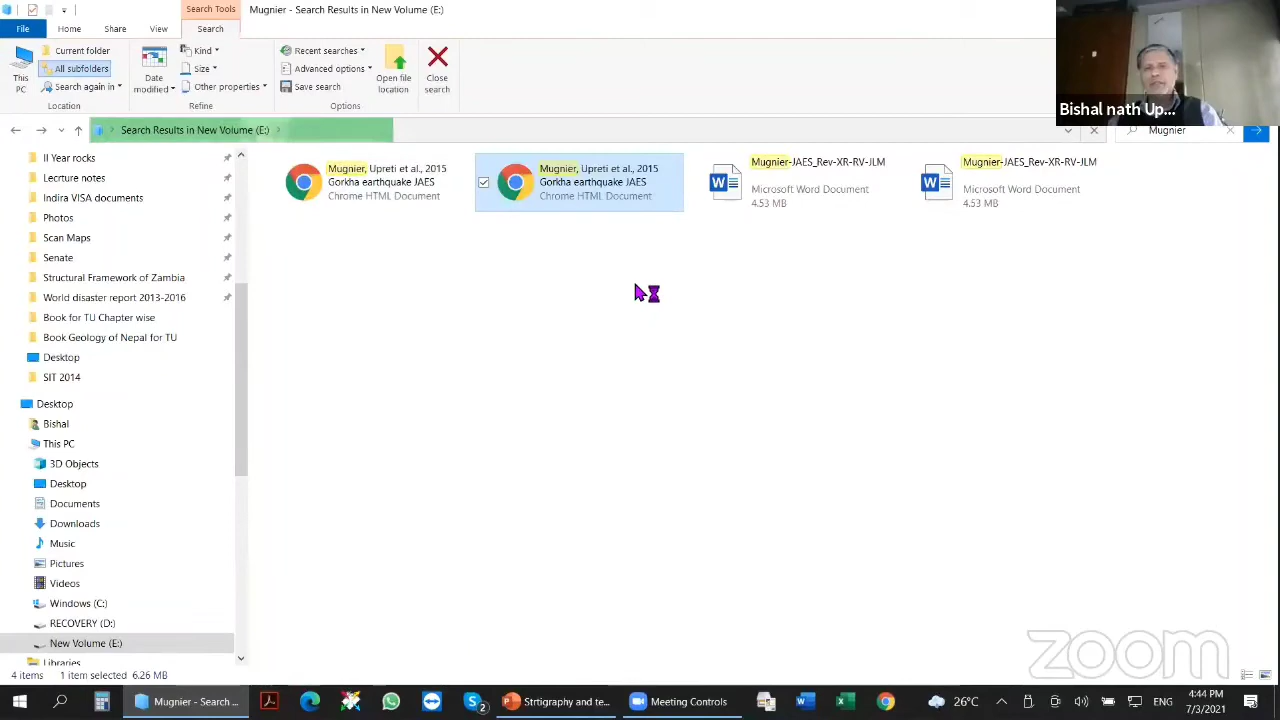 Search Tools
Mugnier - Search Results in New Volume (E:)
File
Home
Share
View
Search
This PC
Current folder
All subfolders
Search again in
Location
Date modified
Kind
Size
Other properties
Refine
Recent searches
Advanced options
Save search
Options
Open file location
Close search
Bishal nath Up...
Search Results in New Volume (E:)
Mugnier
II Year rocks
Lecrture notes
Indira VISA documents
Photos
Scan Maps
Senate
Structural Framework of Zambia
World disaster report 2013-2016
Book for TU Chapter wise
Book Geology of Nepal for TU
Desktop
SIT 2014
Desktop
Bishal
This PC
3D Objects
Desktop
Documents
Downloads
Music
Pictures
Videos
Windows (C:)
RECOVERY (D:)
New Volume (E:)
Libraries
Mugnier, Upreti et al., 2015
Gorkha earthquake JAES
Chrome HTML Document
Mugnier, Upreti et al., 2015
Gorkha earthquake JAES
Chrome HTML Document
Mugnier-JAES_Rev-XR-RV-JLM
Microsoft Word Document
4.53 MB
Mugnier-JAES_Rev-XR-RV-JLM
Microsoft Word Document
4.53 MB
zoom
4 items
1 item selected 6.26 MB
Mugnier - Search ...
2
Strtigraphy and te...
Meeting Controls
26°C
ENG
4:44 PM
7/3/2021